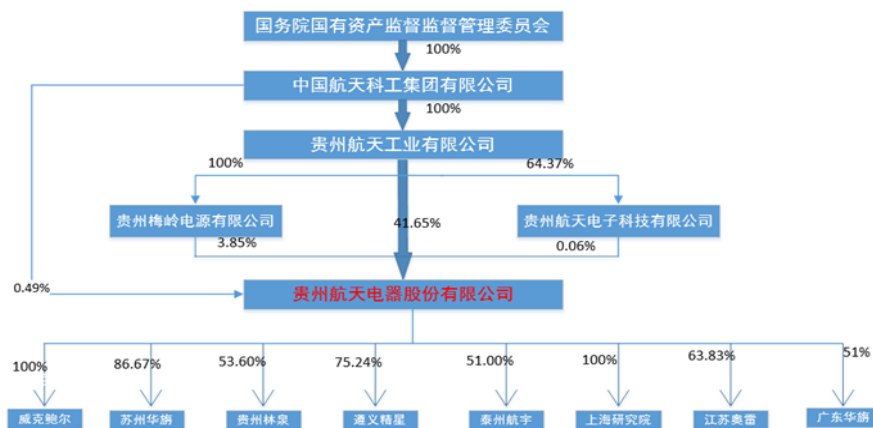 国务院国有资产监督监督管理委员会
100%
中国航天科工集团有限公司
100%
贵州航天工业有限公司
100%
64.37%
贵州梅岭电源有限公司
41.65%
贵州航天电子科技有限公司
3.85%
0.06%
0.49%
贵州航天电器股份有限公司
100%
86.67%
53.60%
75.24%
51.00%
100%
63.83%
51%
威克鲍尔
苏州华旃
贵州林泉
遵义精星
泰州航宇
上海研究院
江苏奥雷
广东华旃